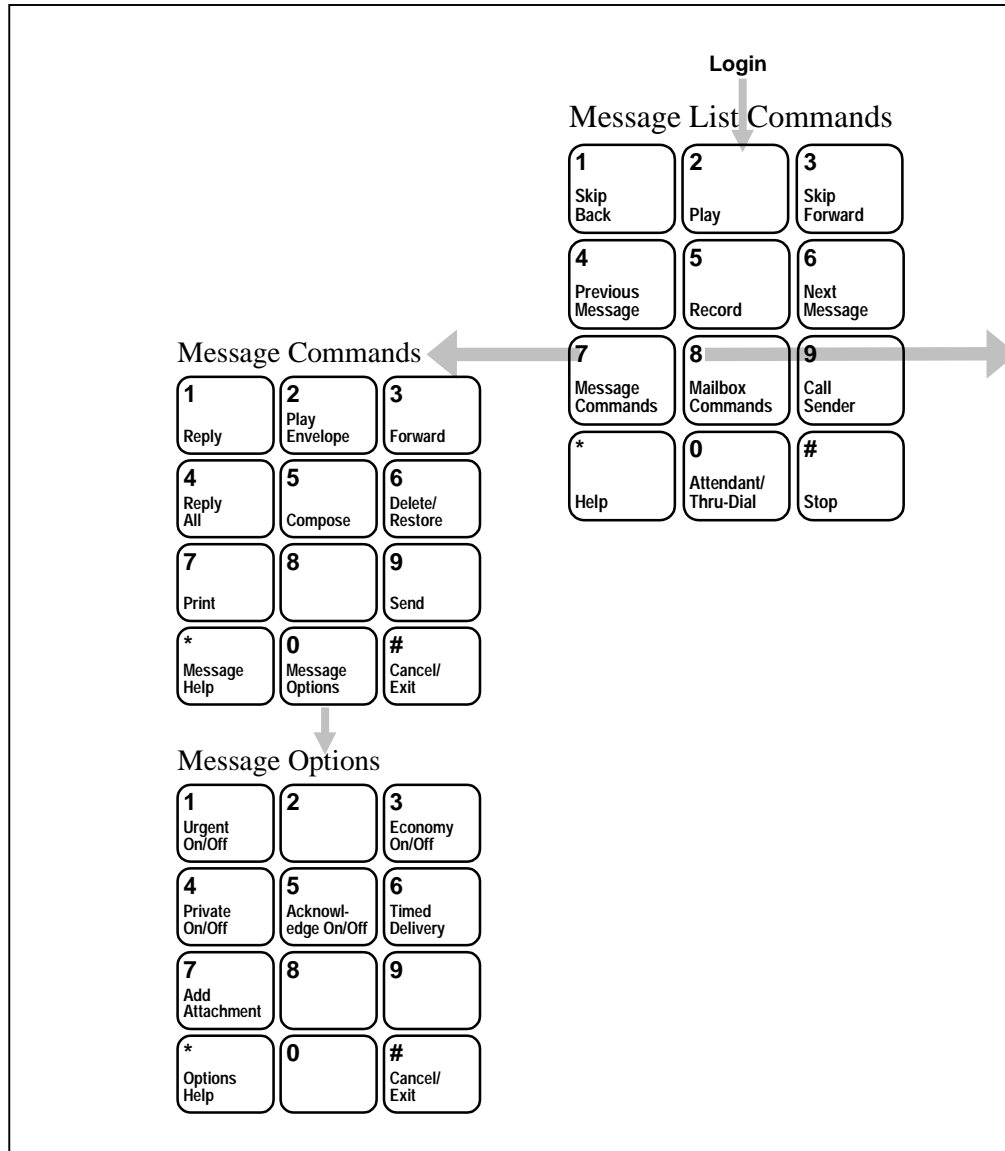 Login
Message List Commands
1 2 3
Skip Skip
Back Play Forward
4 5 6
Previous Next
Message Record Message
7 8 9
Message Mailbox Call
Commands Commands Sender
* 0 #
Attendant/
Help Thru-Dial Stop
Message Commands
1 2 3
Play
Reply Envelope Forward
4 5 6
Reply Delete/
All Compose Restore
7 8 9
Print Send
* 0 #
Message Message Cancel/
Help Options Exit
Message Options
1 2 3
Urgent Economy
On/Off On/Off
4 5 6
Private Acknowl- Timed
On/Off edge On/Off Delivery
7 8 9
Add
Attachment
* 0 #
Options Cancel/
Help Exit